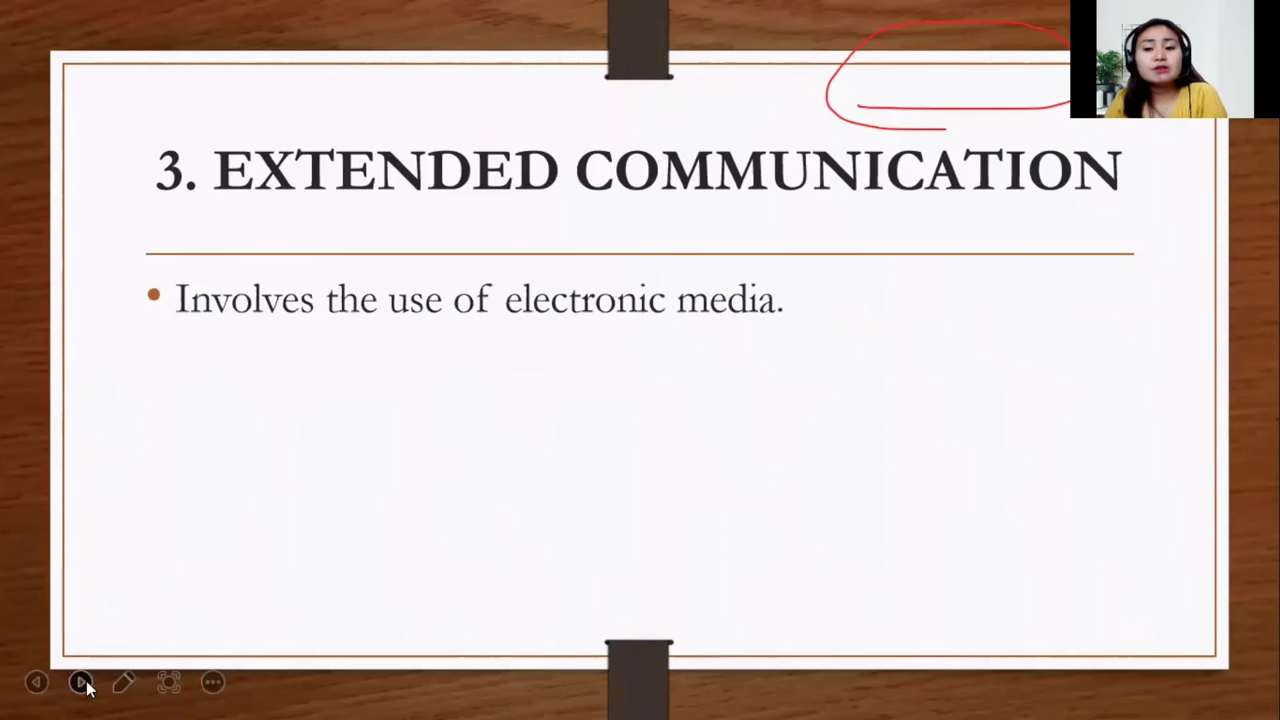 3. EXTENDED COMMUNICATION
• Involves the use of electronic media.